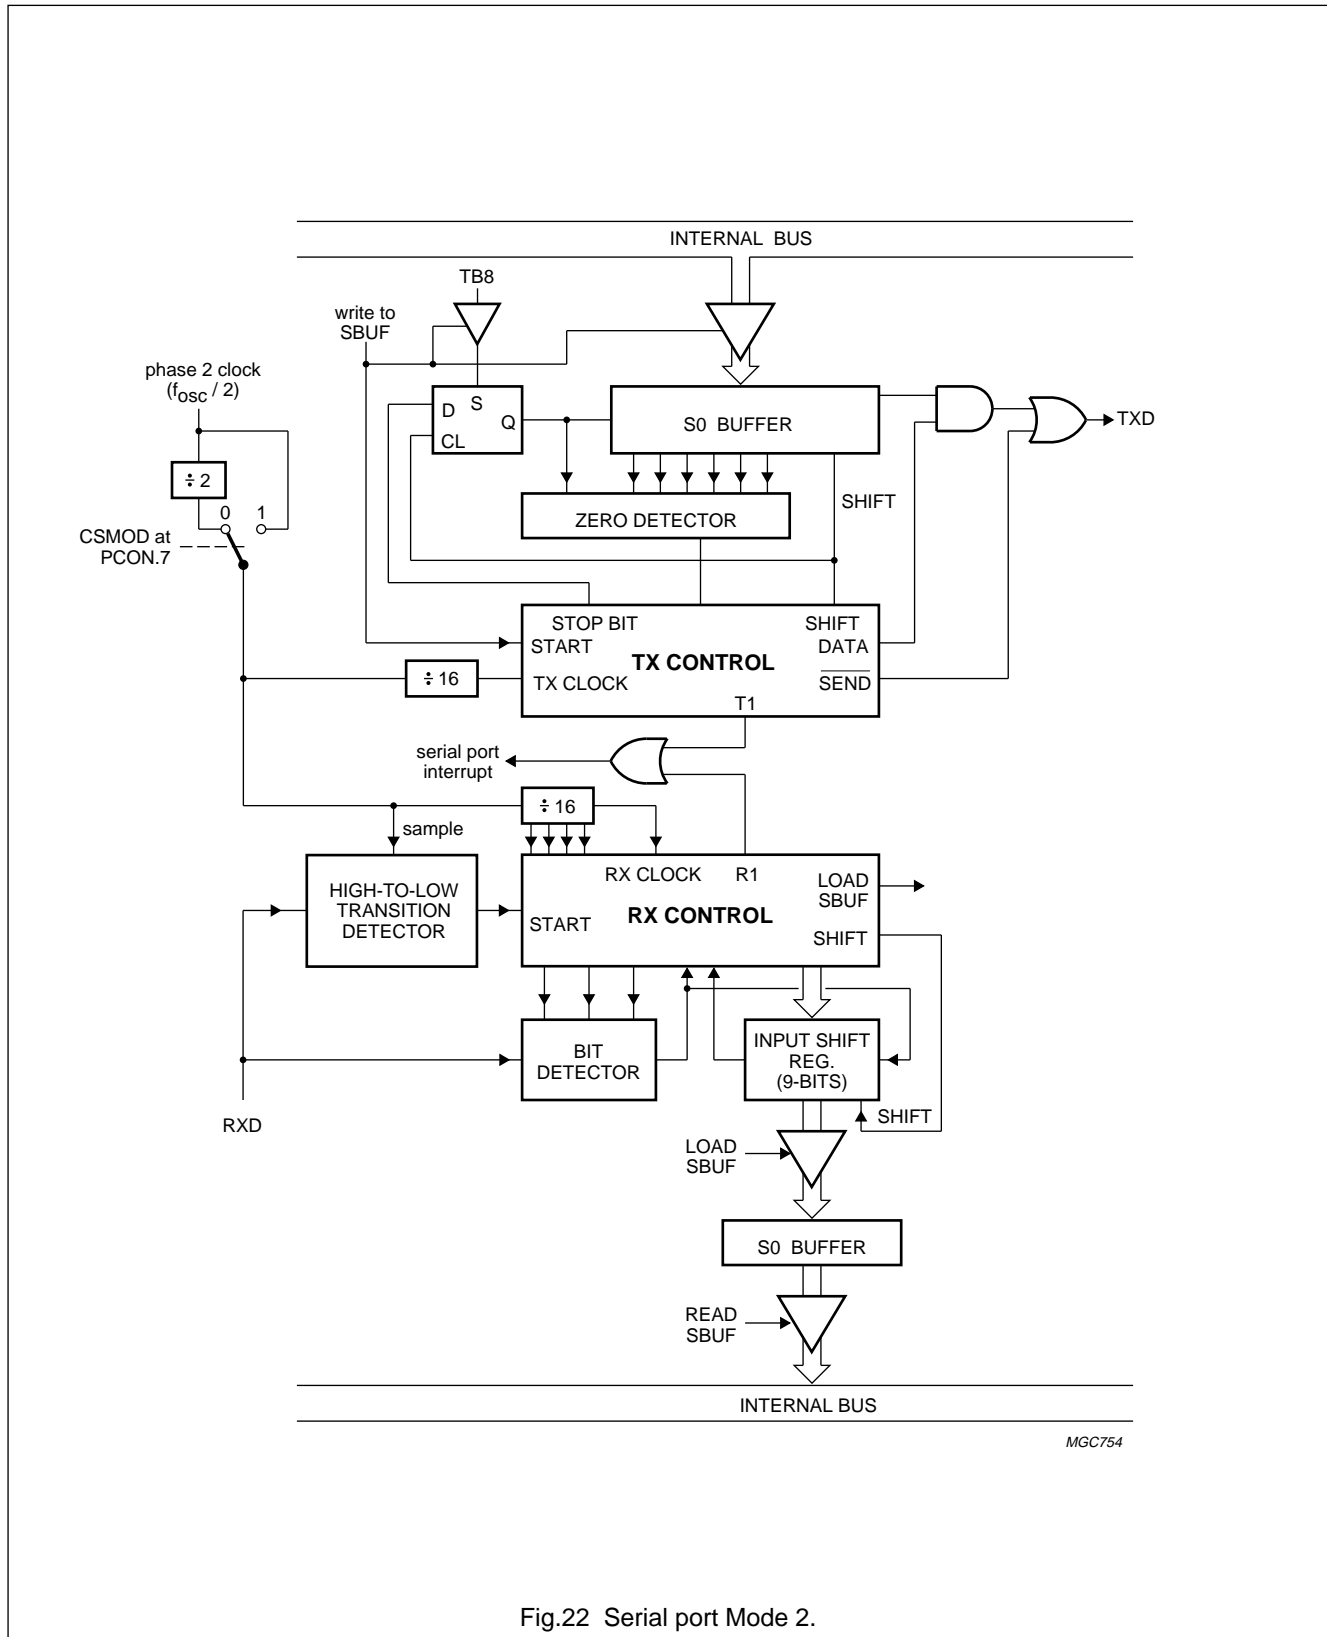 INTERNAL BUS
TB8
write to
SBUF
phase 2 clock
(fosc / 2)
D
S
Q
CL
S0 BUFFER
TXD
÷ 2
ZERO DETECTOR
SHIFT
0
1
CSMOD at
PCON.7
STOP BIT
SHIFT
START
DATA
TX CONTROL
÷ 16
TX CLOCK
SEND
T1
serial port
interrupt
÷ 16
sample
RX CLOCK
R1
LOAD
SBUF
HIGH-TO-LOW
TRANSITION
DETECTOR
START
RX CONTROL
SHIFT
BIT
DETECTOR
INPUT SHIFT
REG.
(9-BITS)
RXD
SHIFT
LOAD
SBUF
S0 BUFFER
READ
SBUF
INTERNAL BUS
MGC754
Fig.22 Serial port Mode 2.